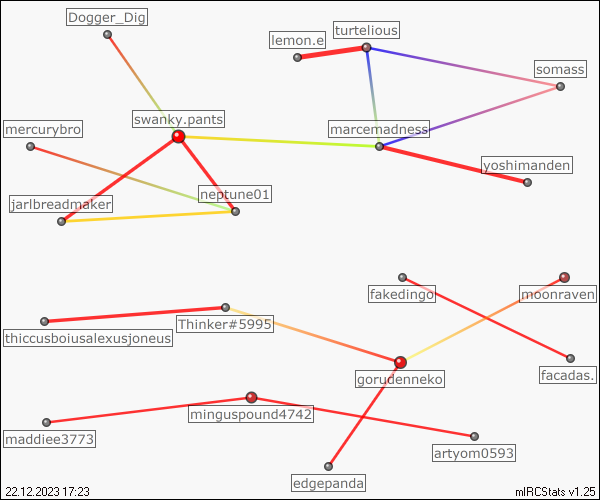 Dogger_Dig
turtelious
lemon.e
somass
swanky.pants
mercurybro
marcemadness
yoshimanden
neptune01
jarlbreadmaker
fakedingo
moonraven
Thinker#5995
thiccusboiusalexusjoneus
gorudenneko
facadas.
minguspound4742
maddiee3773
artyom0593
edgepanda
22.12.2023 17:23
mIRCStats v1.25